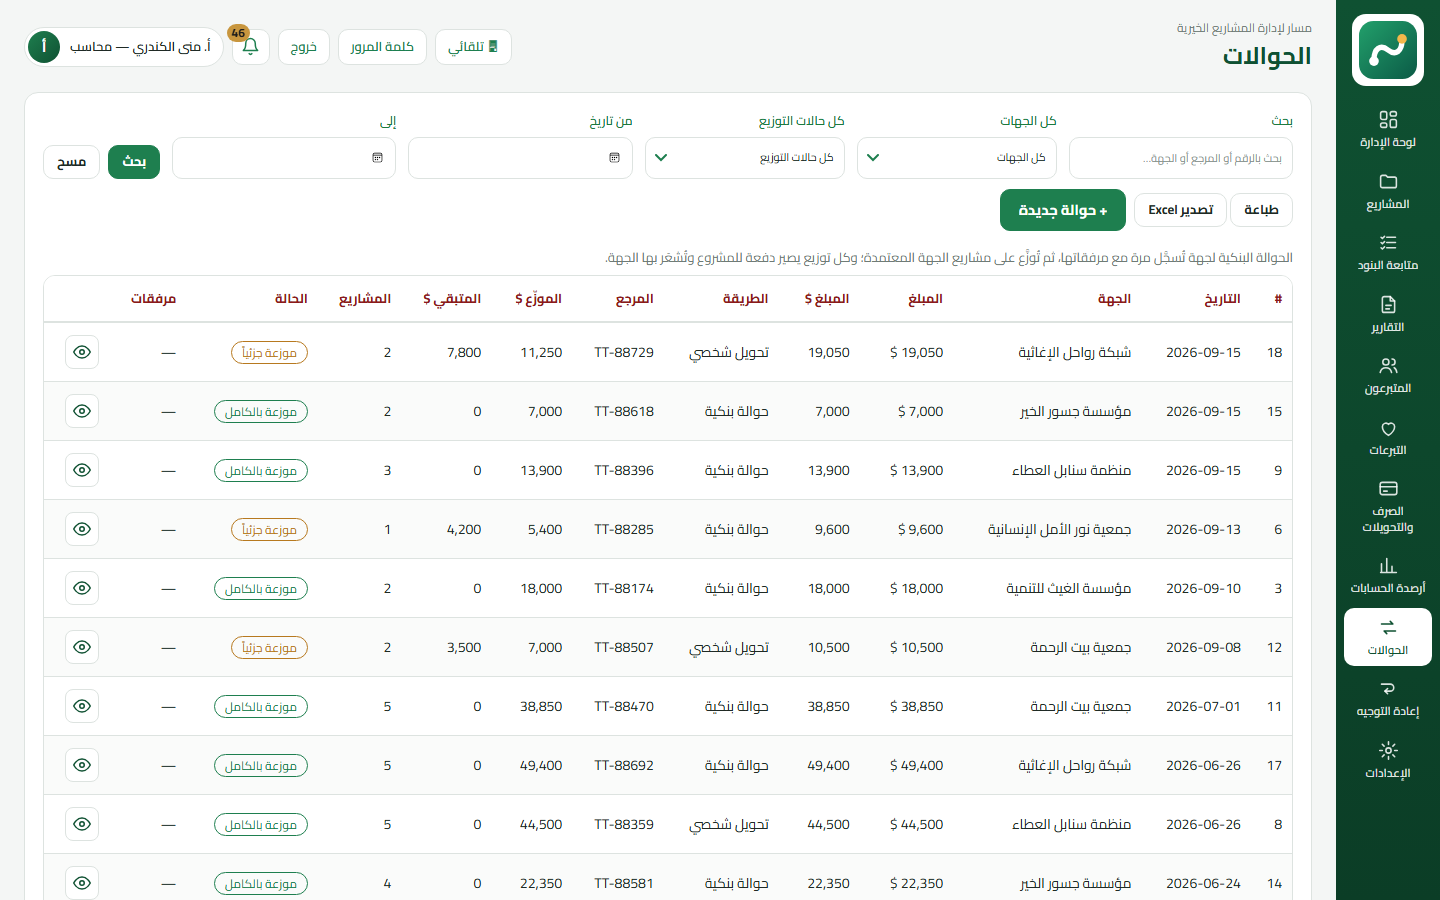 مسار لإدارة المشاريع الخيرية
الحوالات
تلقائي
كلمة المرور
خروج
46
أ. منى الكندري — محاسب
أ
لوحة الإدارة
المشاريع
متابعة البنود
التقارير
المتبرعون
التبرعات
الصرف
والتحويلات
أرصدة الحسابات
الحوالات
إعادة التوجيه
الإعدادات
بحث
كل الجهات
كل حالات التوزيع
من تاريخ
إلى
بحث بالرقم أو المرجع أو الجهة...
كل الجهات
كل حالات التوزيع
بحث
مسح
طباعة
تصدير Excel
+ حوالة جديدة
الحوالة البنكية لجهة تُسجَّل مرة مع مرفقاتها، ثم تُوزَّع على مشاريع الجهة المعتمدة؛ وكل توزيع يصير دفعة للمشروع وتُشعَر بها الجهة.
# التاريخ الجهة المبلغ المبلغ $ الطريقة المرجع الموزّع $ المتبقي $ المشاريع الحالة مرفقات
18 2026-09-15 شبكة رواحل الإغاثية 19,050 $ 19,050 تحويل شخصي TT-88729 11,250 7,800 2 موزعة جزئياً —
15 2026-09-15 مؤسسة جسور الخير 7,000 $ 7,000 حوالة بنكية TT-88618 7,000 0 2 موزعة بالكامل —
9 2026-09-15 منظمة سنابل العطاء 13,900 $ 13,900 حوالة بنكية TT-88396 13,900 0 3 موزعة بالكامل —
6 2026-09-13 جمعية نور الأمل الإنسانية 9,600 $ 9,600 حوالة بنكية TT-88285 5,400 4,200 1 موزعة جزئياً —
3 2026-09-10 مؤسسة الغيث للتنمية 18,000 $ 18,000 حوالة بنكية TT-88174 18,000 0 2 موزعة بالكامل —
12 2026-09-08 جمعية بيت الرحمة 10,500 $ 10,500 تحويل شخصي TT-88507 7,000 3,500 2 موزعة جزئياً —
11 2026-07-01 جمعية بيت الرحمة 38,850 $ 38,850 حوالة بنكية TT-88470 38,850 0 5 موزعة بالكامل —
17 2026-06-26 شبكة رواحل الإغاثية 49,400 $ 49,400 حوالة بنكية TT-88692 49,400 0 5 موزعة بالكامل —
8 2026-06-26 منظمة سنابل العطاء 44,500 $ 44,500 تحويل شخصي TT-88359 44,500 0 5 موزعة بالكامل —
14 2026-06-24 مؤسسة جسور الخير 22,350 $ 22,350 حوالة بنكية TT-88581 22,350 0 4 موزعة بالكامل —